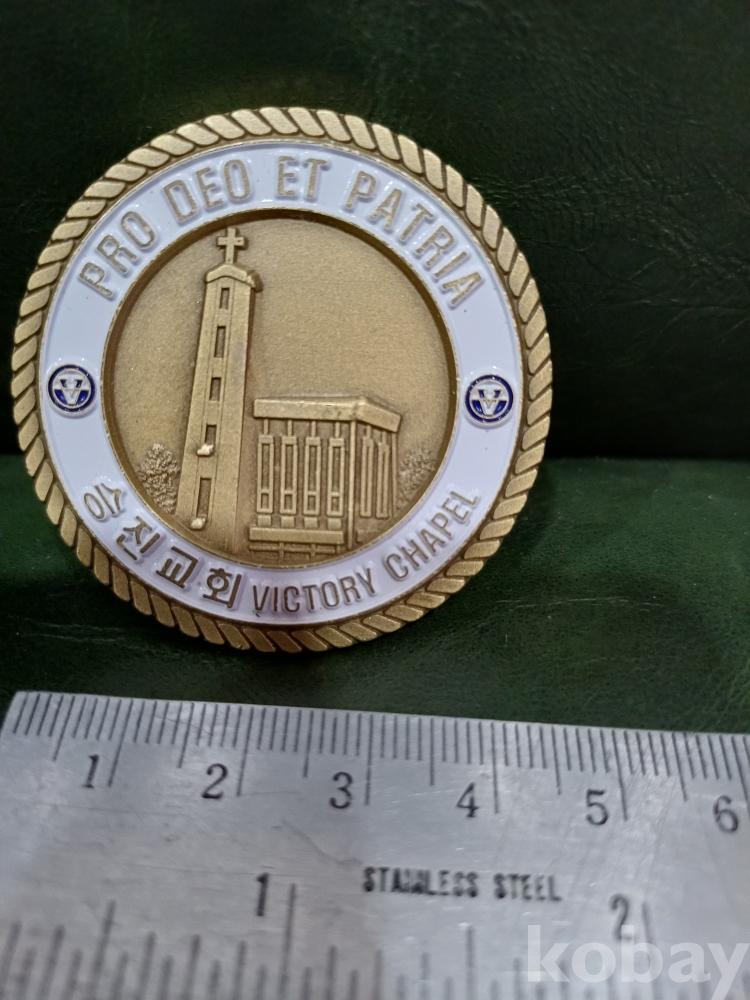 PRO DEO ET PATRIA
승진교회 VICTORY CHAPEL
1 2 3 4 5 6
STAINLESS STEEL
1 2
kobay